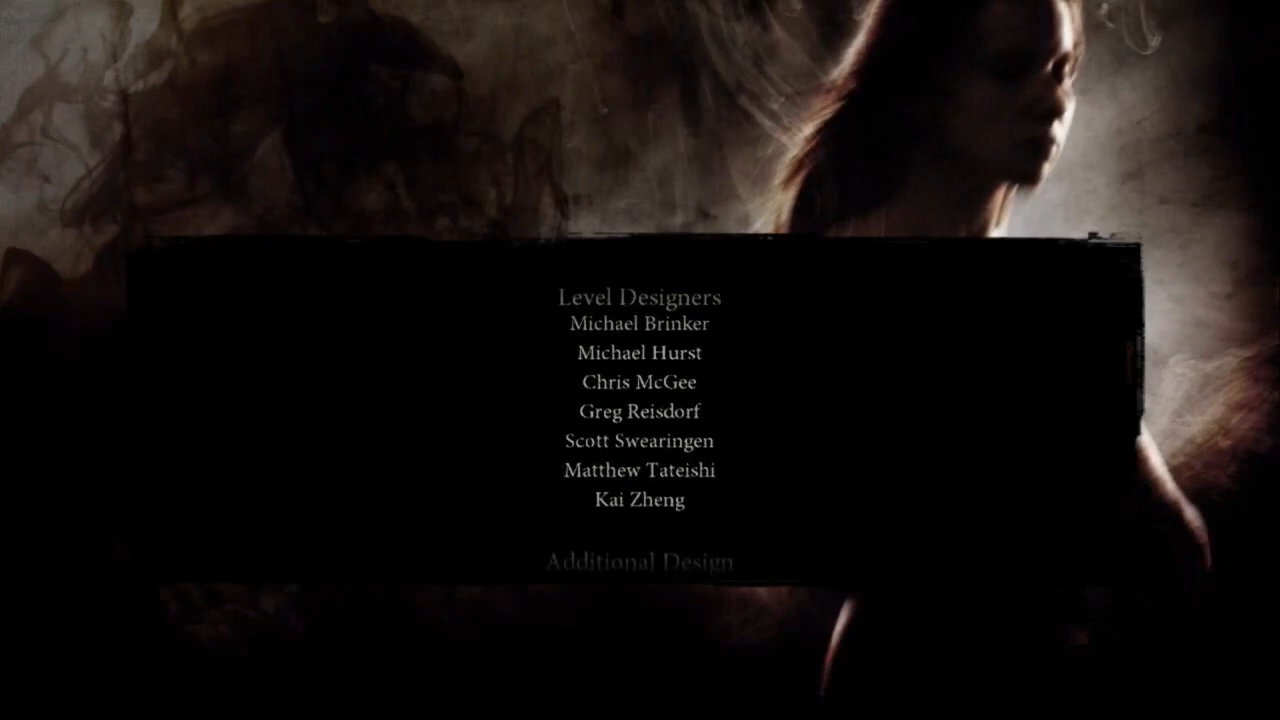 Level Designers
Michael Brinker
Michael Hurst
Chris McGee
Greg Reisdorf
Scott Swearingen
Matthew Tateishi
Kai Zheng
Additional Design